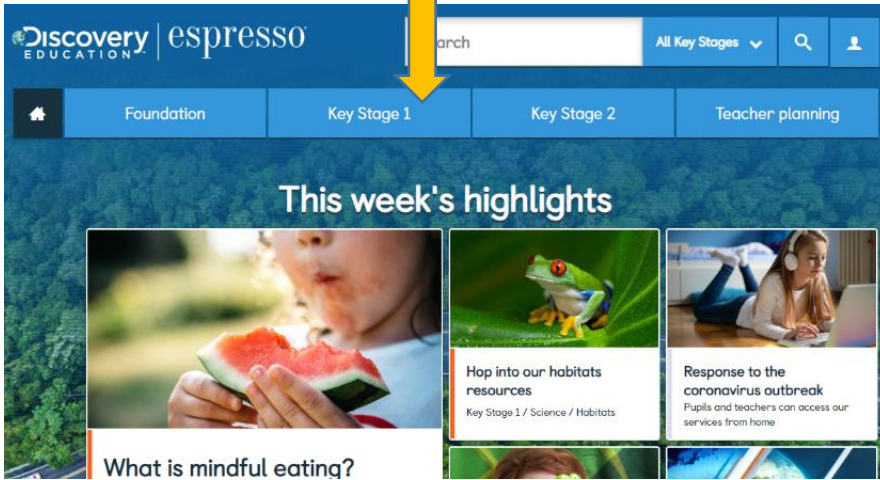 Discovery EDUCATION espresso
arch All Key Stages
Foundation Key Stage 1 Key Stage 2 Teacher planning
This week's highlights
Hop into our habitats
resources
Key Stage 1 / Science / Habitats
Response to the
coronavirus outbreak
Pupils and teachers can access our
services from home
What is mindful eating?